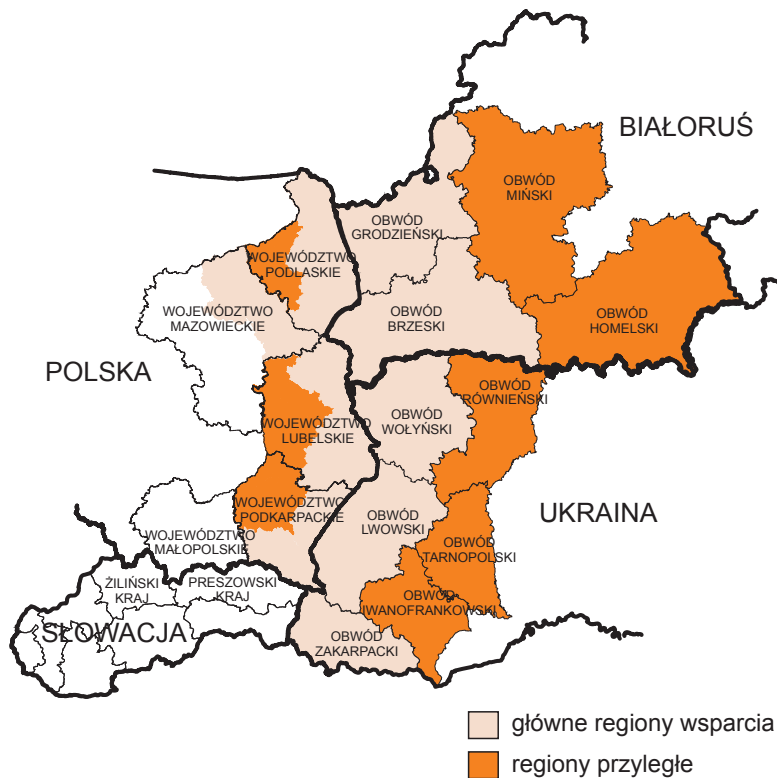 BIAŁORUŚ
OBWÓD
MIŃSKI
OBWÓD
GRODZIEŃSKI
WOJEWÓDZTWO
PODLASKIE
WOJEWÓDZTWO
MAZOWIECKIE
OBWÓD
BRZESKI
OBWÓD
HOMELSKI
POLSKA
OBWÓD
RÓWNIEŃSKI
OBWÓD
WOŁYŃSKI
WOJEWÓDZTWO
LUBELSKIE
WOJEWÓDZTWO
PODKARPACKIE
OBWÓD
LWOWSKI
UKRAINA
WOJEWÓDZTWO
MAŁOPOLSKIE
OBWÓD
TARNOPOLSKI
ŻILIŃSKI
KRAJ
PRESZOWSKI
KRAJ
OBWÓD
IWANOFRANKOWSKI
SŁOWACJA
OBWÓD
ZAKARPACKI
główne regiony wsparcia
regiony przyległe